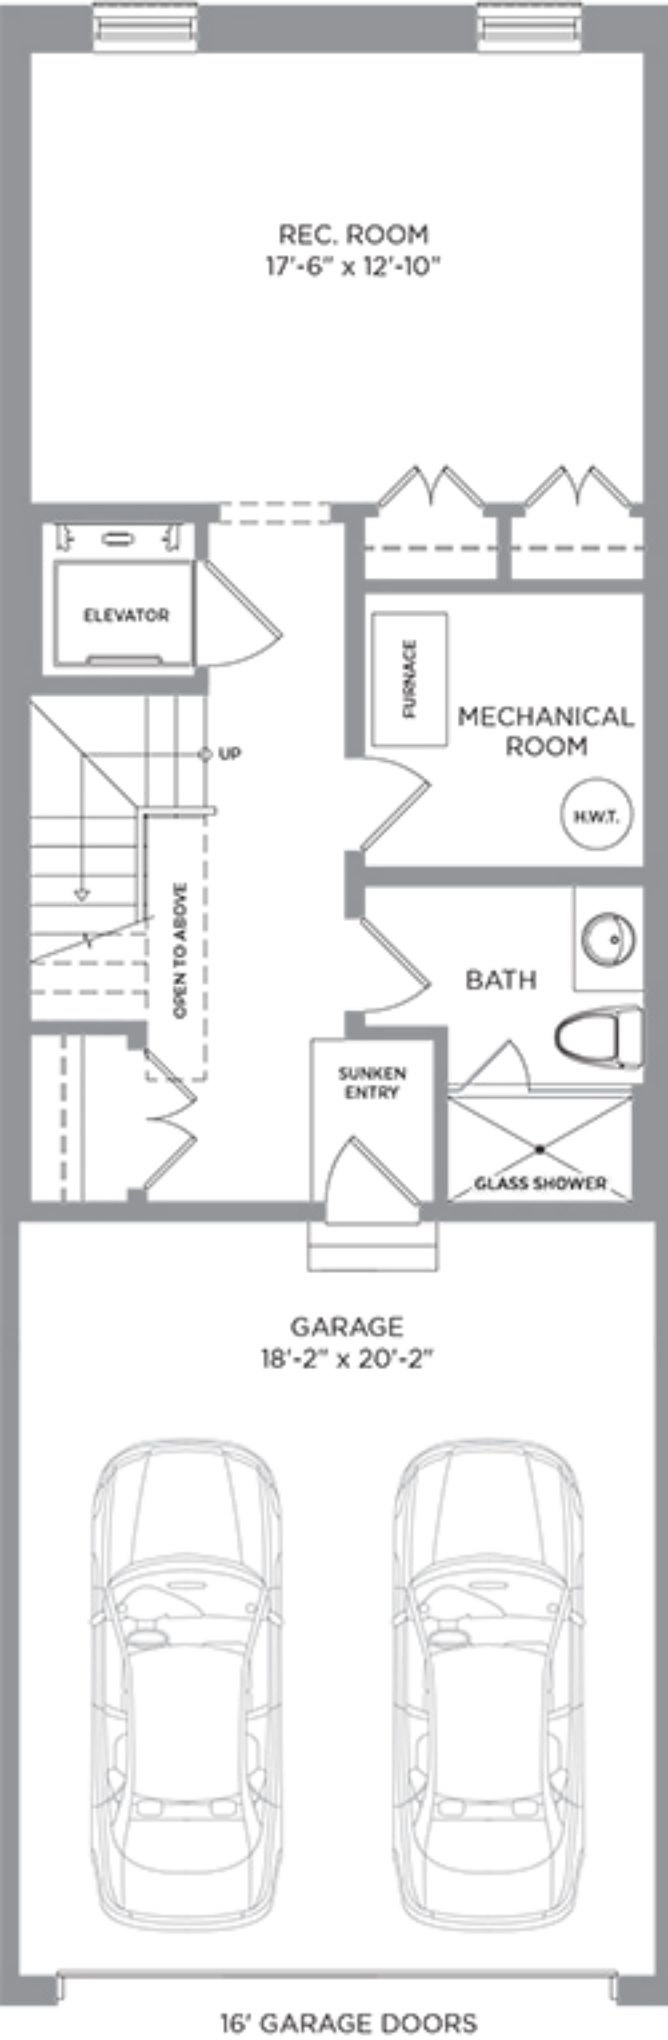 REC. ROOM
17'-6" x 12'-10"
ELEVATOR
FURNACE
MECHANICAL
ROOM
UP
H.W.T.
OPEN TO ABOVE
BATH
SUNKEN
ENTRY
GLASS SHOWER
GARAGE
18'-2" x 20'-2"
16' GARAGE DOORS